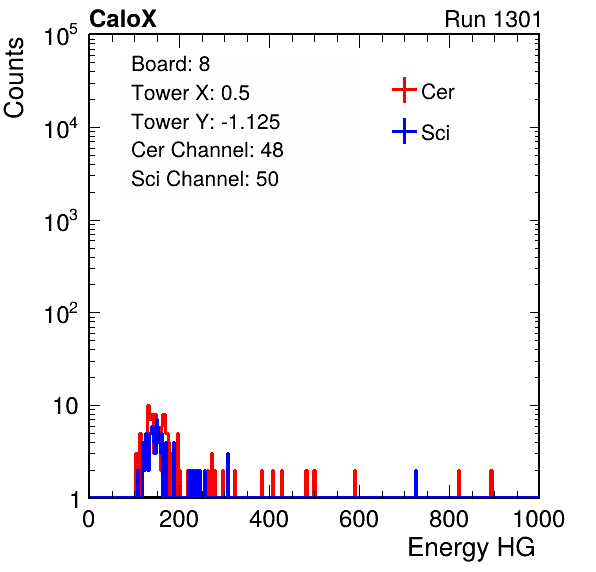 CaloX Run 1301
Counts
10^5
10^4
10^3
10^2
10
1
Board: 8
Tower X: 0.5
Tower Y: -1.125
Cer Channel: 48
Sci Channel: 50
Cer
Sci
0 200 400 600 800 1000
Energy HG